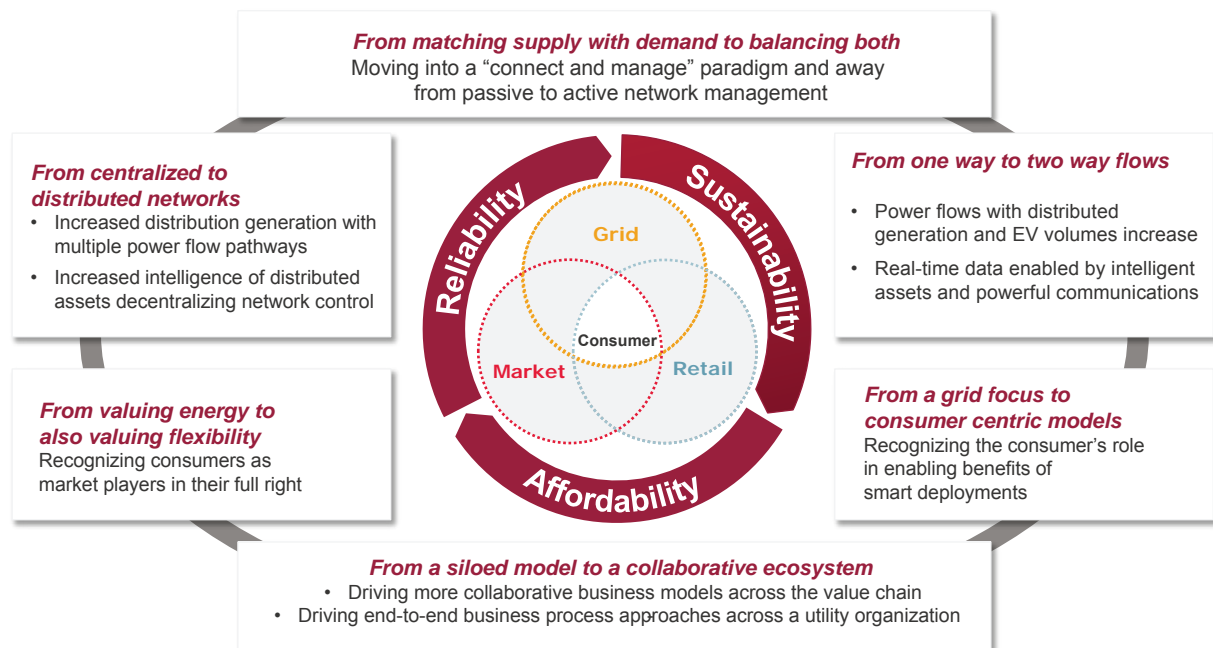 From matching supply with demand to balancing both
Moving into a “connect and manage” paradigm and away
from passive to active network management
From centralized to
distributed networks
• Increased distribution generation with
multiple power flow pathways
• Increased intelligence of distributed
assets decentralizing network control
From one way to two way flows
• Power flows with distributed
generation and EV volumes increase
• Real-time data enabled by intelligent
assets and powerful communications
Reliability
Sustainability
Affordability
Grid
Consumer
Market
Retail
From valuing energy to
also valuing flexibility
Recognizing consumers as
market players in their full right
From a grid focus to
consumer centric models
Recognizing the consumer’s role
in enabling benefits of
smart deployments
From a siloed model to a collaborative ecosystem
• Driving more collaborative business models across the value chain
• Driving end-to-end business process approaches across a utility organization